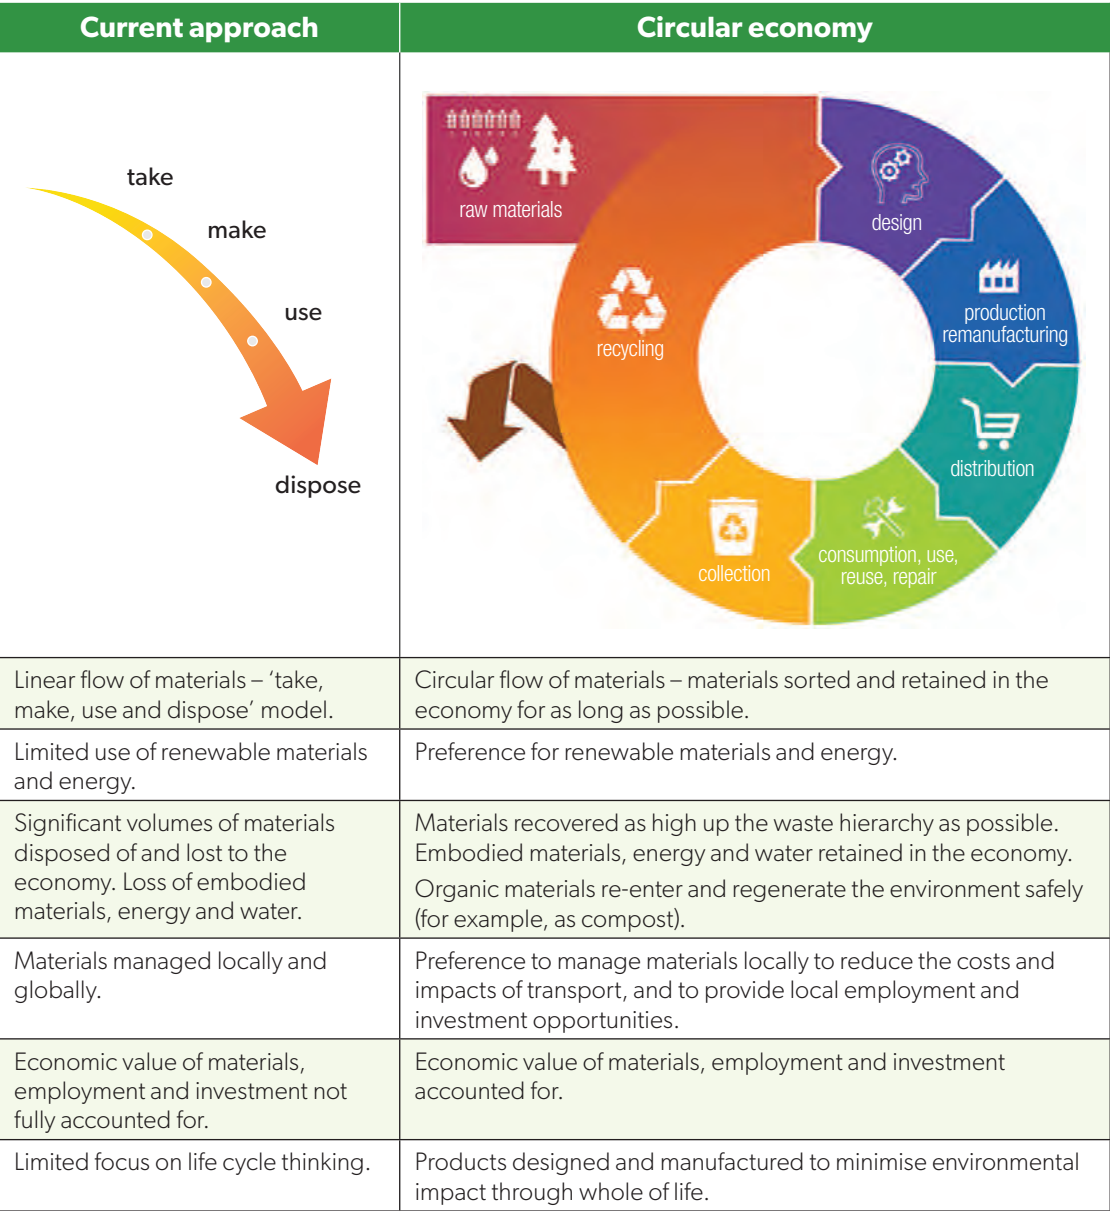 Current approach
Circular economy
take
make
use
dispose
raw materials
design
production
remanufacturing
distribution
consumption, use,
reuse, repair
collection
recycling
Linear flow of materials – ‘take,
make, use and dispose’ model.
Circular flow of materials – materials sorted and retained in the
economy for as long as possible.
Limited use of renewable materials
and energy.
Preference for renewable materials and energy.
Significant volumes of materials
disposed of and lost to the
economy. Loss of embodied
materials, energy and water.
Materials recovered as high up the waste hierarchy as possible.
Embodied materials, energy and water retained in the economy.
Organic materials re-enter and regenerate the environment safely
(for example, as compost).
Materials managed locally and
globally.
Preference to manage materials locally to reduce the costs and
impacts of transport, and to provide local employment and
investment opportunities.
Economic value of materials,
employment and investment not
fully accounted for.
Economic value of materials, employment and investment
accounted for.
Limited focus on life cycle thinking.
Products designed and manufactured to minimise environmental
impact through whole of life.